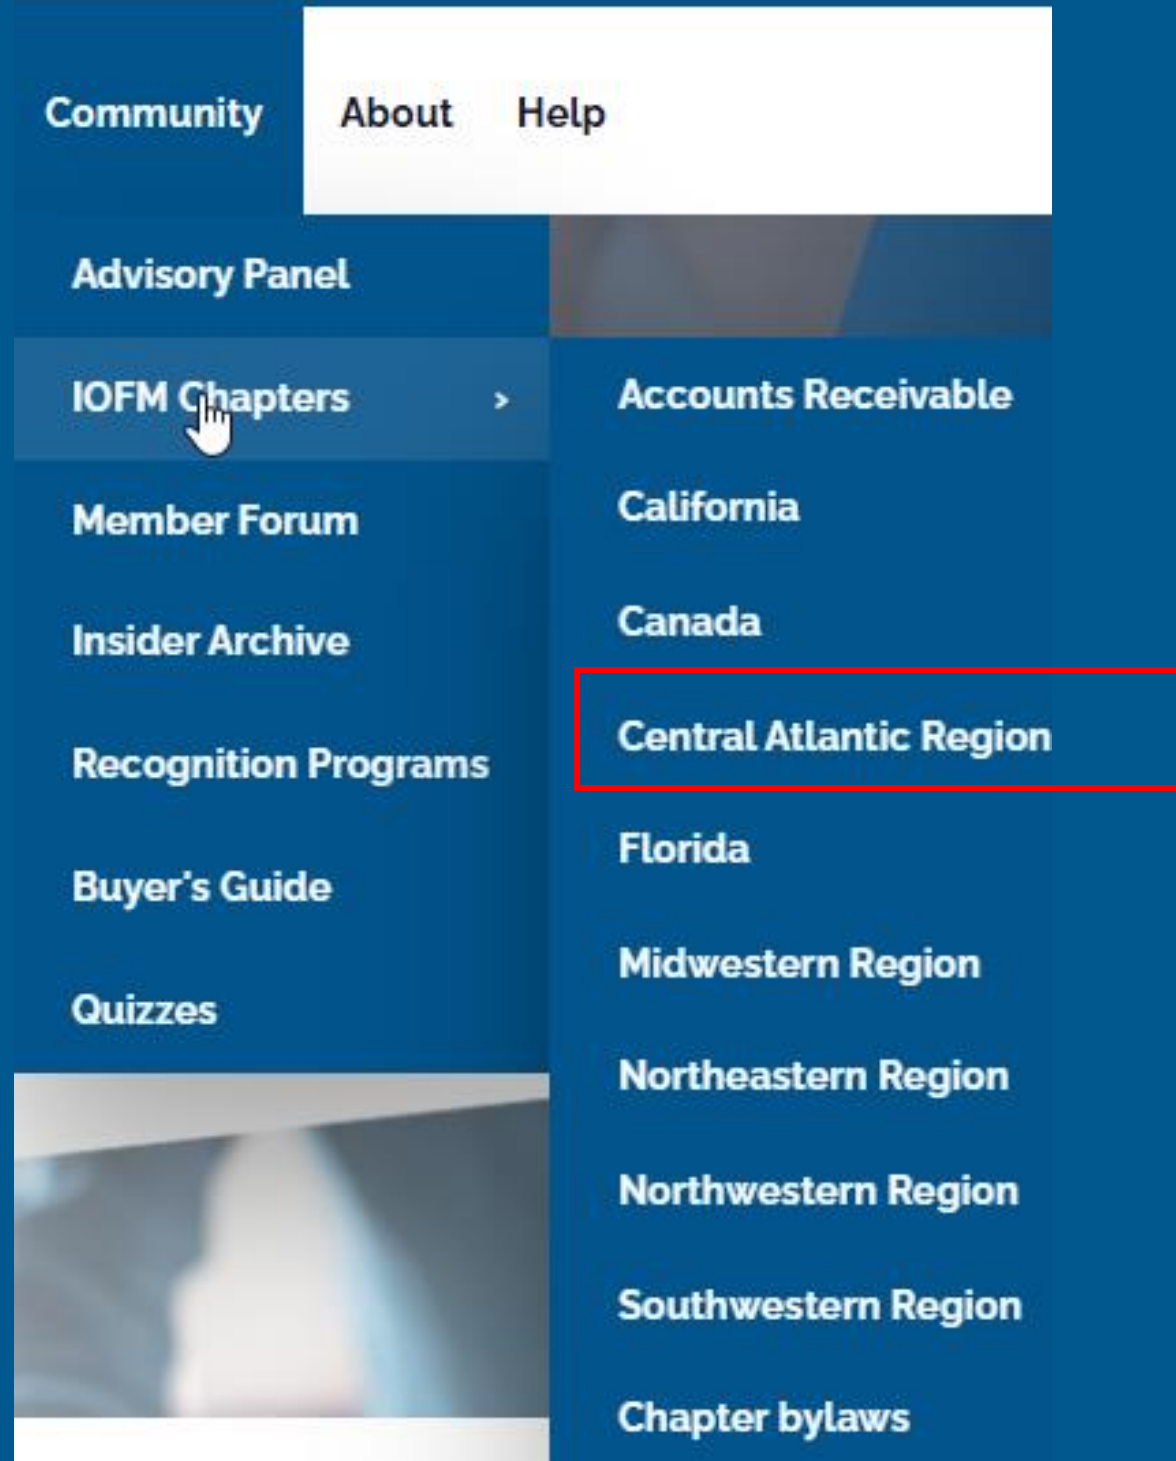 Community About Help
Advisory Panel
IOFM Chapters >
Member Forum
Insider Archive
Recognition Programs
Buyer's Guide
Quizzes
Accounts Receivable
California
Canada
Central Atlantic Region
Florida
Midwestern Region
Northeastern Region
Northwestern Region
Southwestern Region
Chapter bylaws